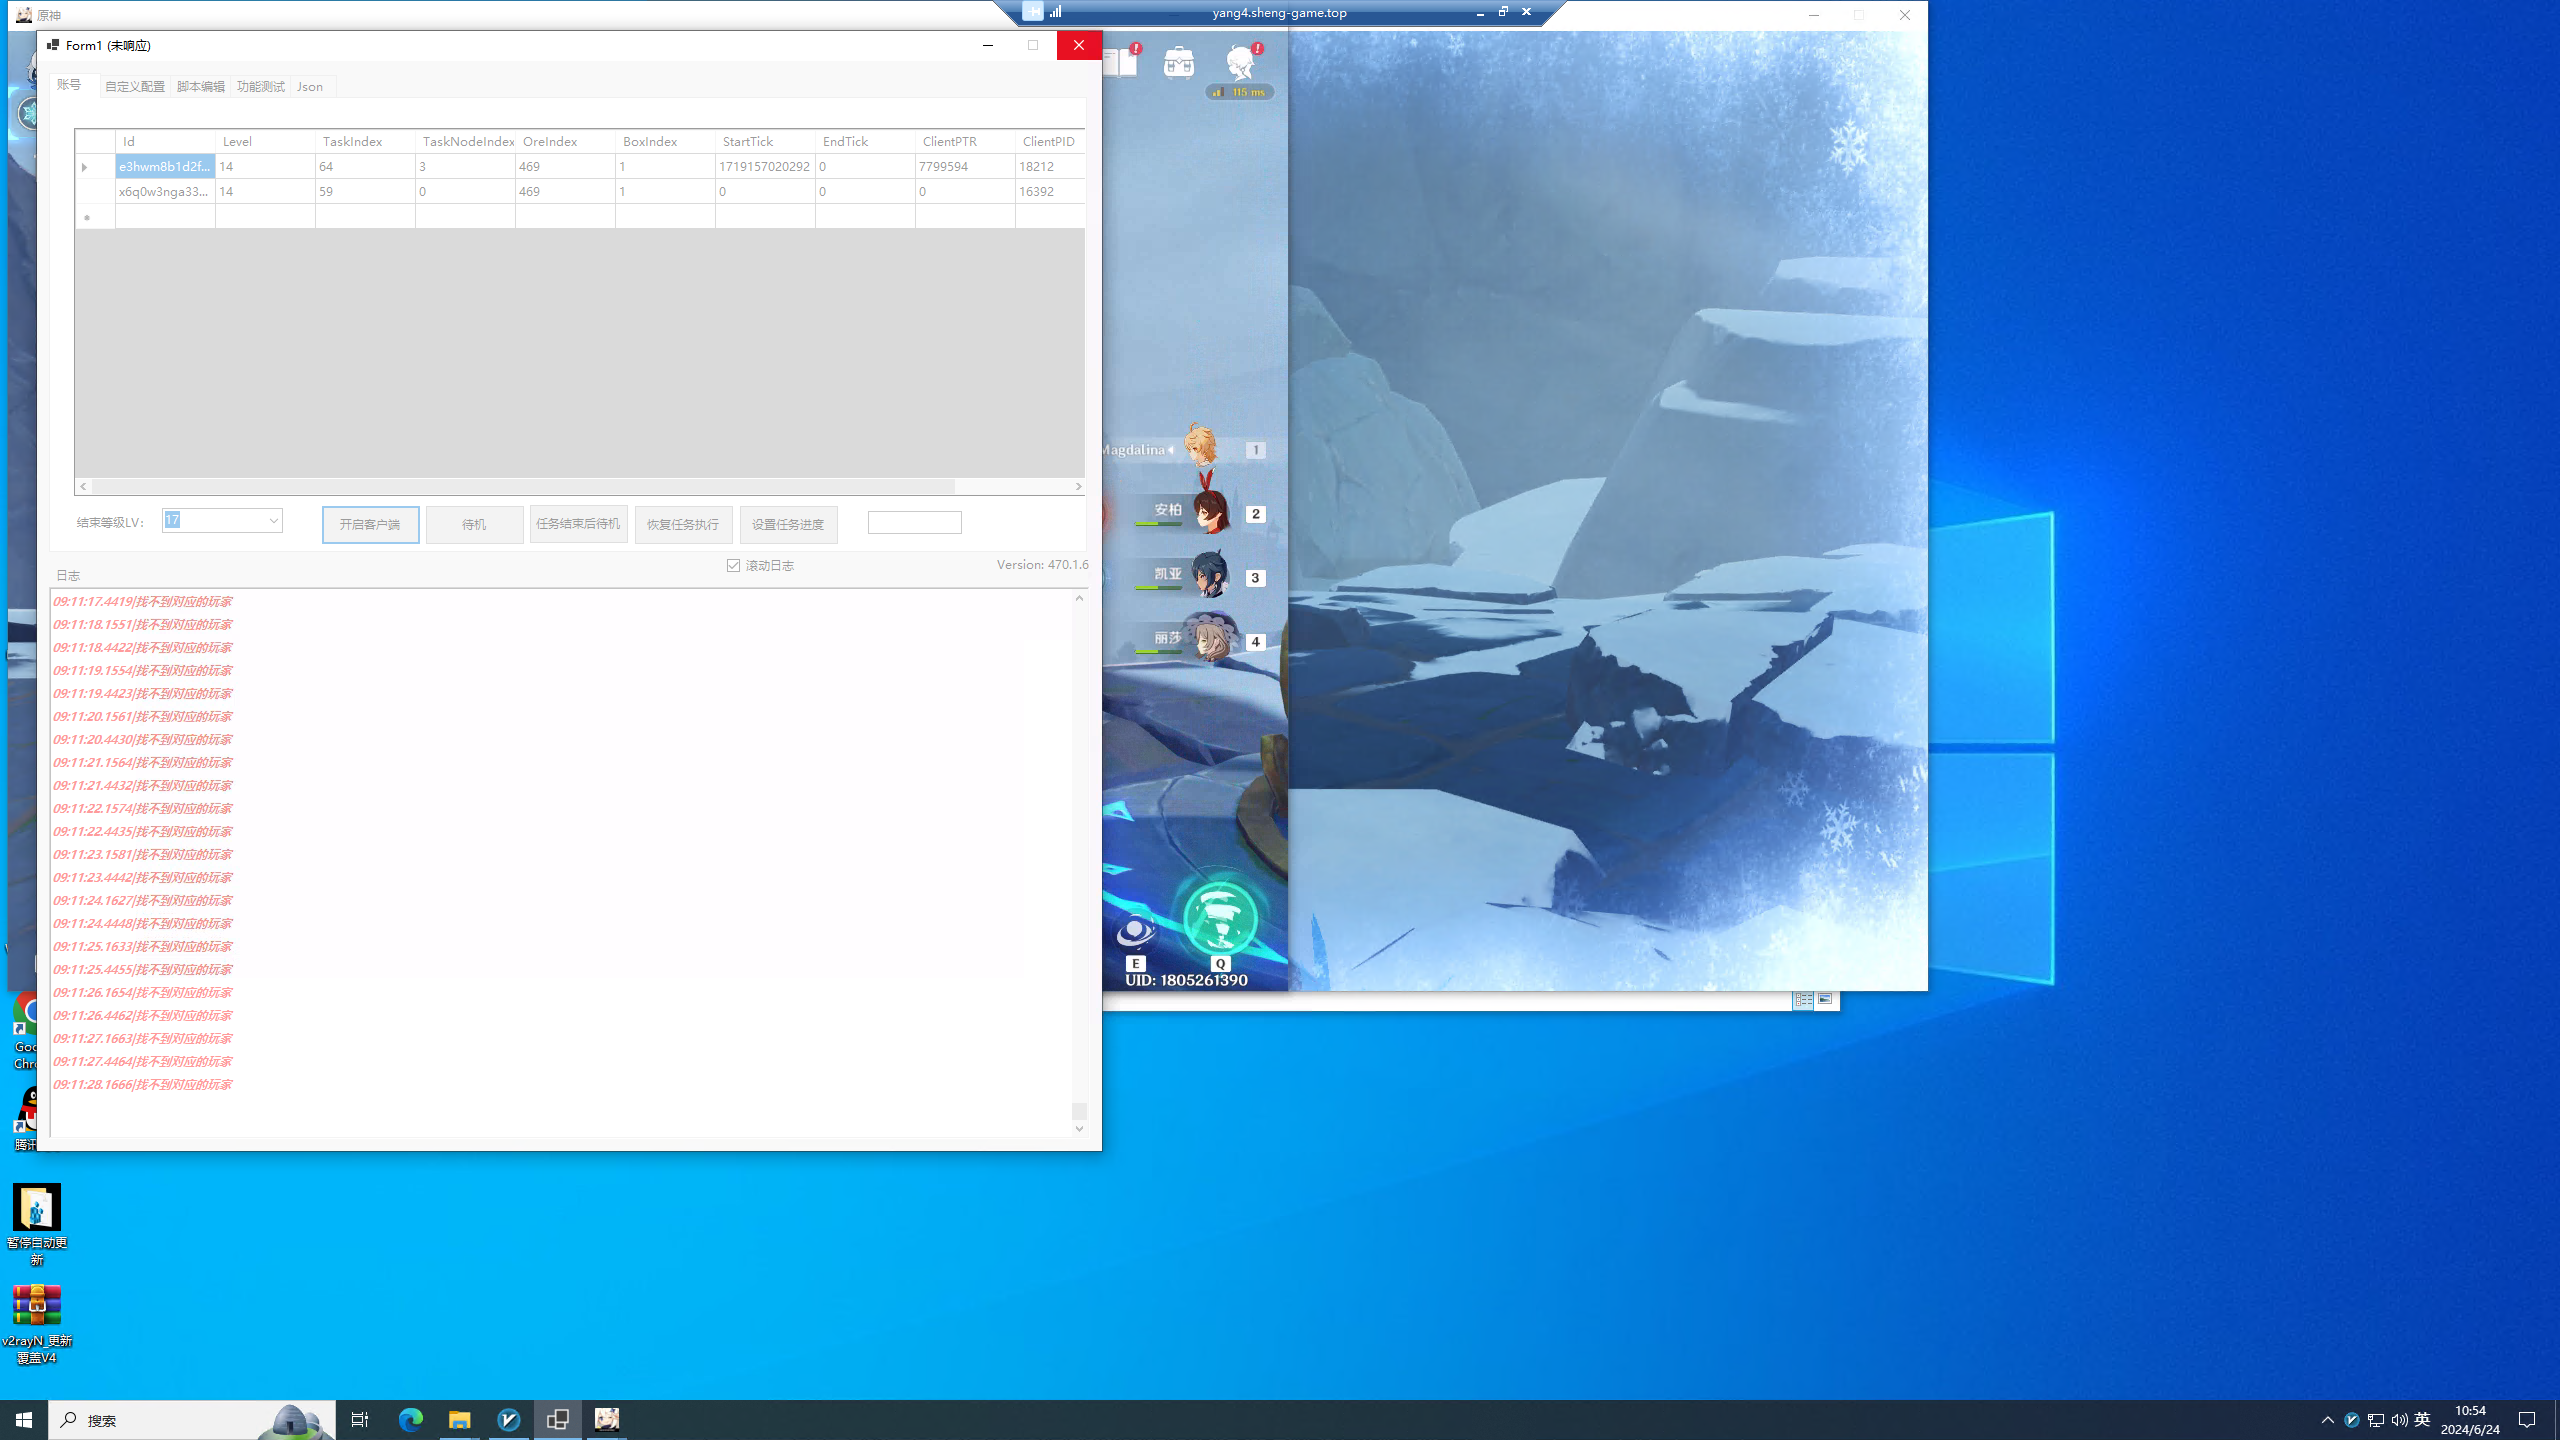 原神
yang4.sheng-game.top
Form1 (未响应)
账号
自定义配置
脚本编辑
功能测试
Json
Id
Level
TaskIndex
TaskNodeIndex
OreIndex
BoxIndex
StartTick
EndTick
ClientPTR
ClientPID
e3hwm8b1d2f...
14
64
3
469
1
1719157020292
0
7799594
18212
x6q0w3nga33...
14
59
0
469
1
0
0
0
16392
结束等级LV:
17
开启客户端
待机
任务结束后待机
恢复任务执行
设置任务进度
滚动日志
Version: 470.1.6
日志
09:11:17.4419|找不到对应的玩家
09:11:18.1551|找不到对应的玩家
09:11:18.4422|找不到对应的玩家
09:11:19.1554|找不到对应的玩家
09:11:19.4423|找不到对应的玩家
09:11:20.1561|找不到对应的玩家
09:11:20.4430|找不到对应的玩家
09:11:21.1564|找不到对应的玩家
09:11:21.4432|找不到对应的玩家
09:11:22.1574|找不到对应的玩家
09:11:22.4435|找不到对应的玩家
09:11:23.1581|找不到对应的玩家
09:11:23.4442|找不到对应的玩家
09:11:24.1627|找不到对应的玩家
09:11:24.4448|找不到对应的玩家
09:11:25.1633|找不到对应的玩家
09:11:25.4455|找不到对应的玩家
09:11:26.1654|找不到对应的玩家
09:11:26.4462|找不到对应的玩家
09:11:27.1663|找不到对应的玩家
09:11:27.4464|找不到对应的玩家
09:11:28.1666|找不到对应的玩家
115 ms
Magdalina
1
安柏
2
凯亚
3
丽莎
4
E
Q
UID: 1805261390
Goo
Chro
腾讯
暂停自动更
新
v2rayN_更新
覆盖V4
搜索
英
10:54
2024/6/24